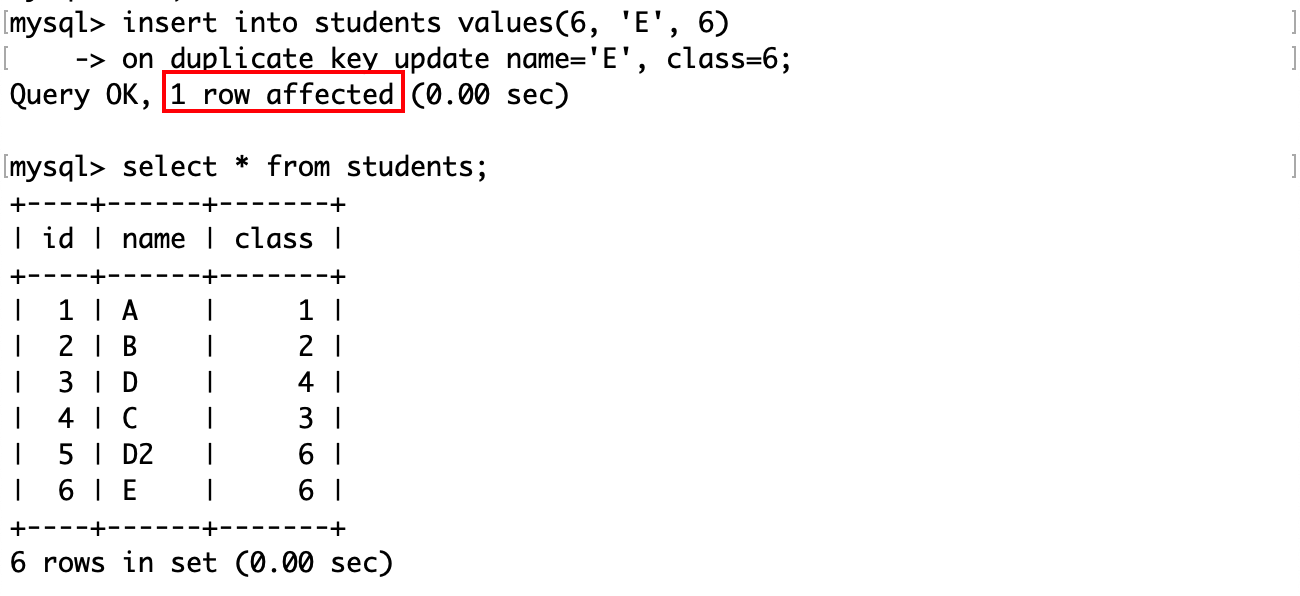 [mysql> insert into students values(6, 'E', 6) ]
[    -> on duplicate key update name='E', class=6; ]
Query OK, 1 row affected (0.00 sec)
[mysql> select * from students; ]
+----+------+-------+
| id | name | class |
+----+------+-------+
|  1 | A    |     1 |
|  2 | B    |     2 |
|  3 | D    |     4 |
|  4 | C    |     3 |
|  5 | D2   |     6 |
|  6 | E    |     6 |
+----+------+-------+
6 rows in set (0.00 sec)